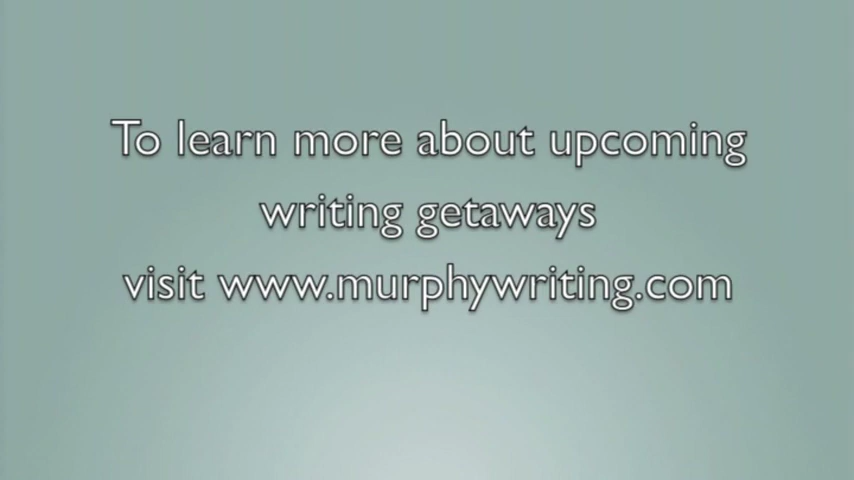 To learn more about upcoming
writing getaways
visit www.murphywriting.com